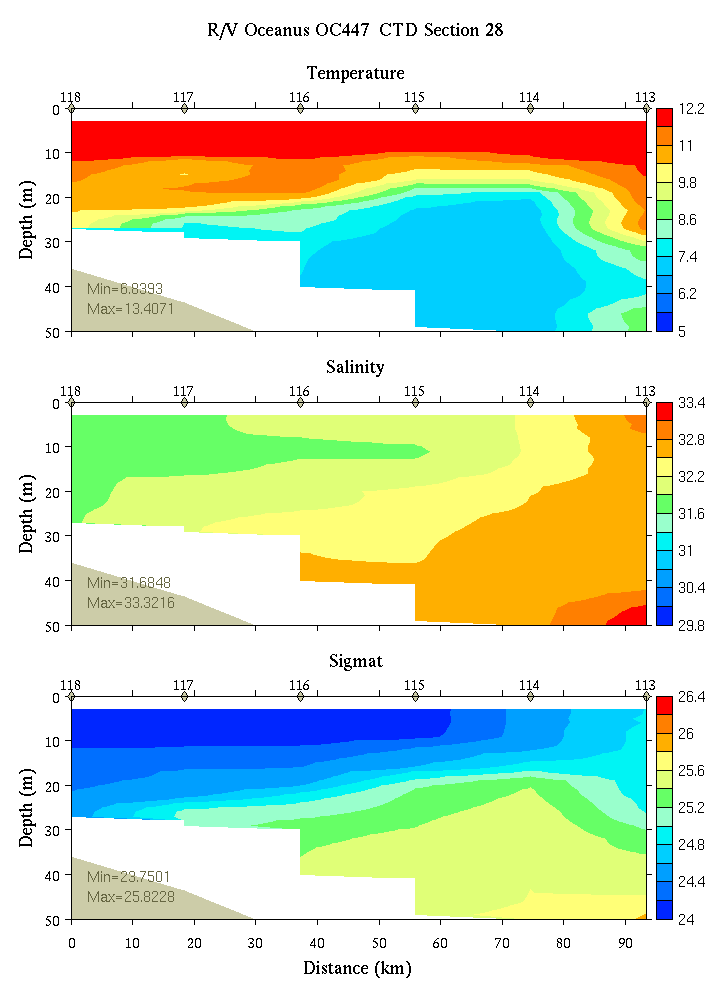 R/V Oceanus OC447 CTD Section 28
Temperature
118 117 116 115 114 113
0
10
20
30
40
50
Depth (m)
Min=6.8393
Max=13.4071
12.2
11
9.8
8.6
7.4
6.2
5
Salinity
118 117 116 115 114 113
0
10
20
30
40
50
Depth (m)
Min=31.6848
Max=33.3216
33.4
32.8
32.2
31.6
31
30.4
29.8
Sigmat
118 117 116 115 114 113
0
10
20
30
40
50
Depth (m)
Min=23.7501
Max=25.8228
26.4
26
25.6
25.2
24.8
24.4
24
0 10 20 30 40 50 60 70 80 90
Distance (km)